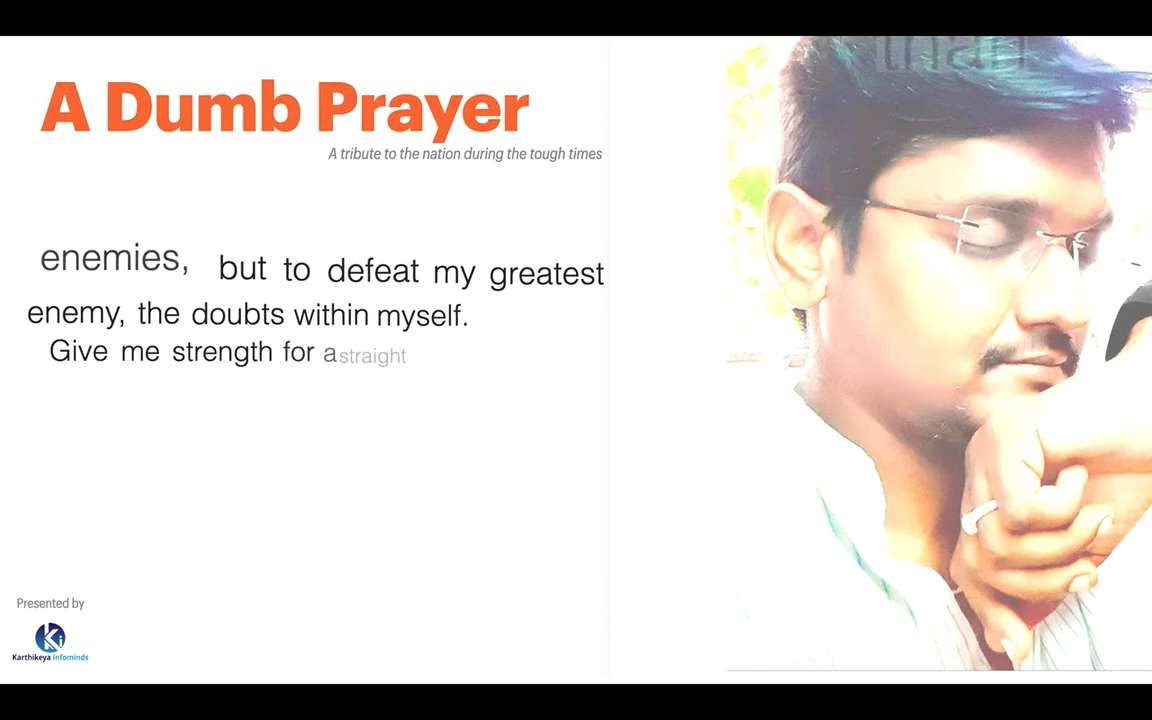 A Dumb Prayer
A tribute to the nation during the tough times
enemies, but to defeat my greatest
enemy, the doubts within myself.
Give me strength for a straight
Presented by
Ki
Karthikeya Infominds